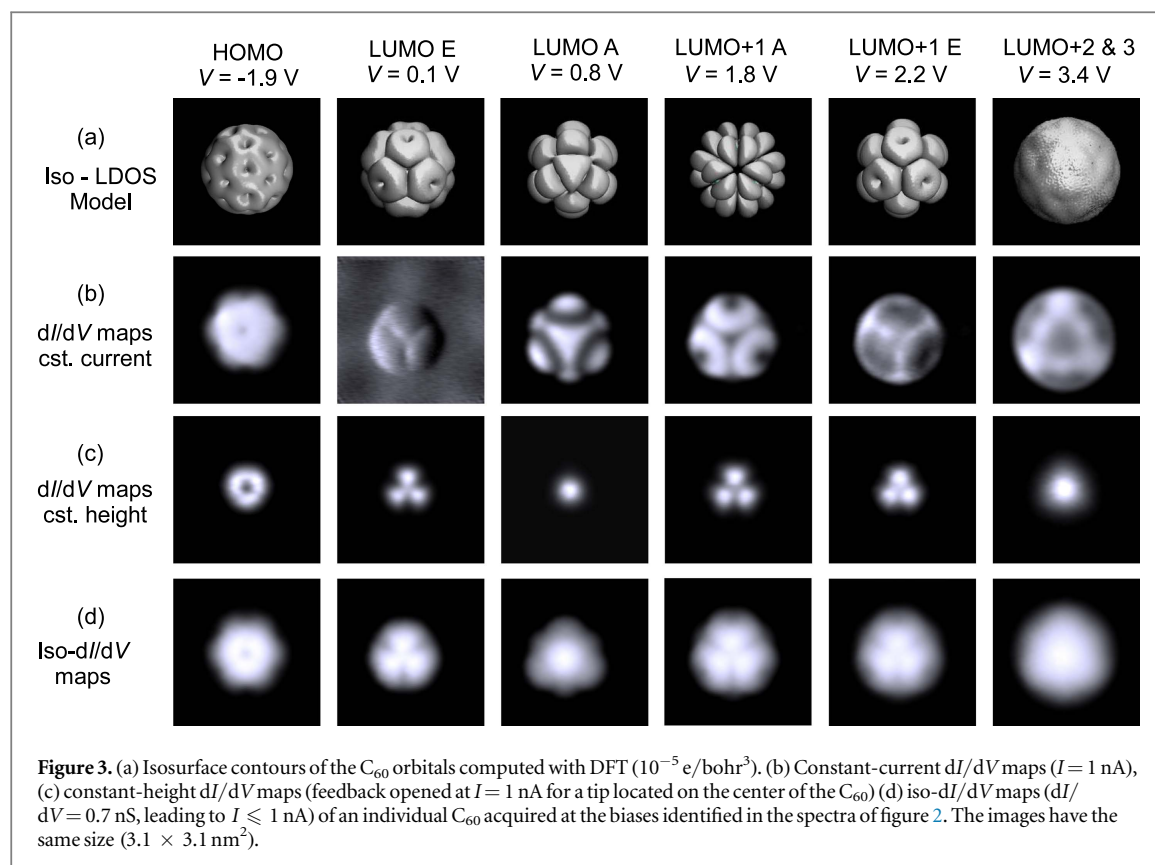 HOMO
V = -1.9 V
LUMO E
V = 0.1 V
LUMO A
V = 0.8 V
LUMO+1 A
V = 1.8 V
LUMO+1 E
V = 2.2 V
LUMO+2 & 3
V = 3.4 V
(a)
Iso - LDOS
Model
(b)
dI/dV maps
cst. current
(c)
dI/dV maps
cst. height
(d)
Iso-dI/dV
maps
Figure 3. (a) Isosurface contours of the C₆₀ orbitals computed with DFT (10⁻⁵ e/bohr³). (b) Constant-current dI/dV maps (I = 1 nA),
(c) constant-height dI/dV maps (feedback opened at I = 1 nA for a tip located on the center of the C₆₀) (d) iso-dI/dV maps (dI/
dV = 0.7 nS, leading to I ⩽ 1 nA) of an individual C₆₀ acquired at the biases identified in the spectra of figure 2. The images have the
same size (3.1 × 3.1 nm²).